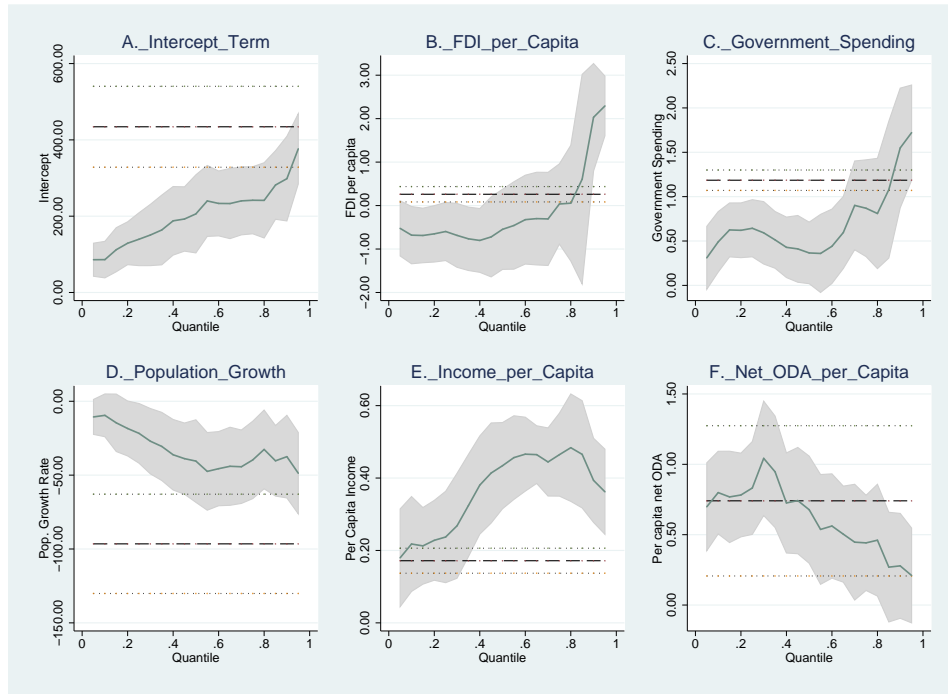 A._Intercept_Term
Intercept
600.00
400.00
200.00
0.00
0 .2 .4 .6 .8 1
Quantile
B._FDI_per_Capita
FDI per capita
3.00
2.00
1.00
0.00
−1.00
−2.00
0 .2 .4 .6 .8 1
Quantile
C._Government_Spending
Government Spending
2.50
2.00
1.50
1.00
0.50
0.00
0 .2 .4 .6 .8 1
Quantile
D._Population_Growth
Pop. Growth Rate
0.00
−50.00
−100.00
−150.00
0 .2 .4 .6 .8 1
Quantile
E._Income_per_Capita
Per Capita Income
0.60
0.40
0.20
0.00
0 .2 .4 .6 .8 1
Quantile
F._Net_ODA_per_Capita
Per capita net ODA
1.50
1.00
0.50
0.00
0 .2 .4 .6 .8 1
Quantile